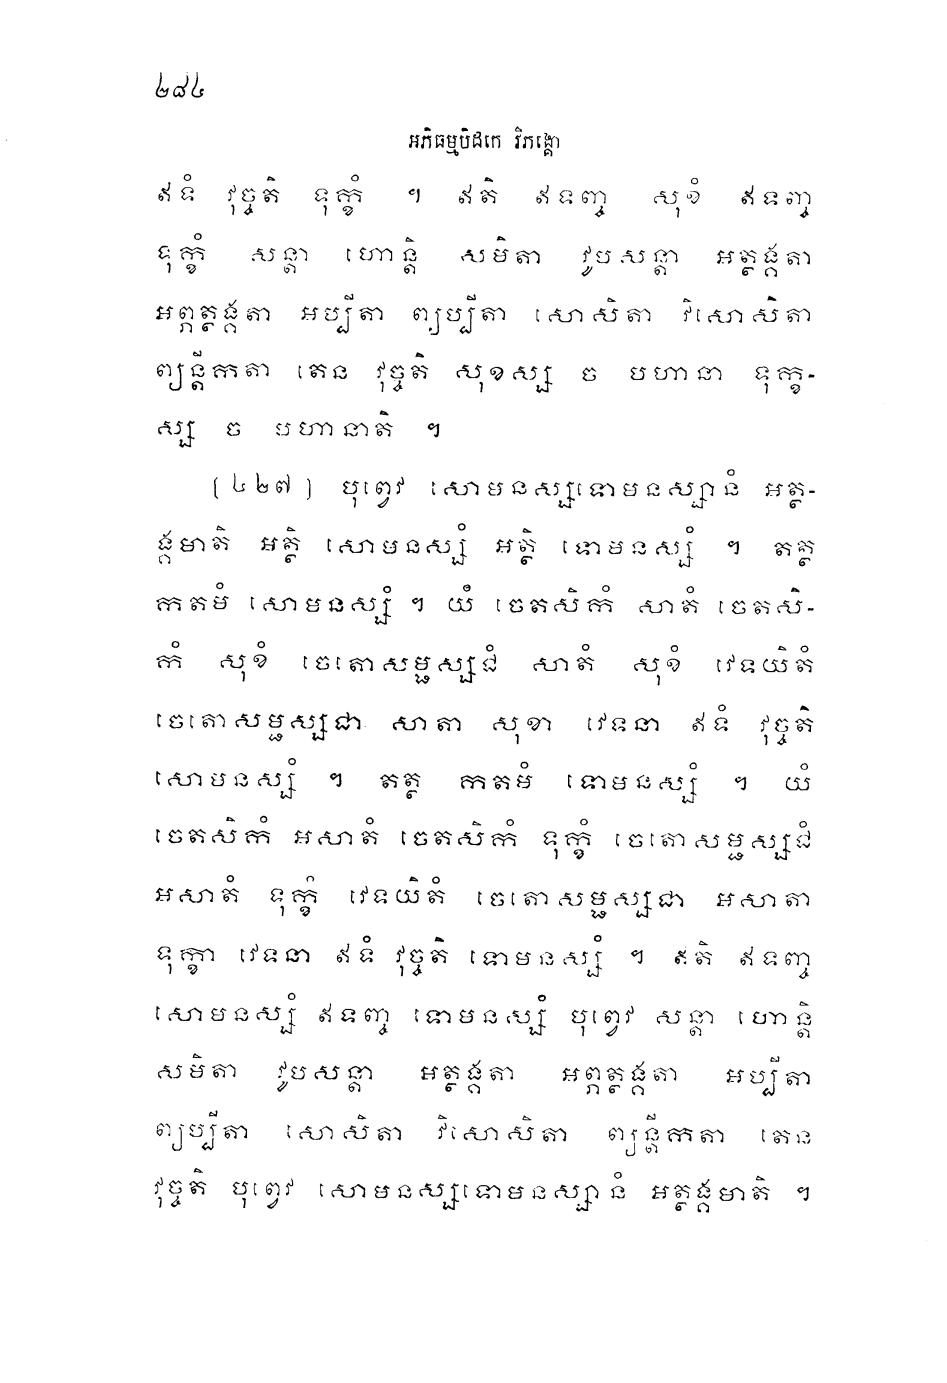 ២៨៤
អភិធម្មបិដកេ វិភង្គោ
ឥទំ វុច្ចតិ ទុក្ខំ ។ ឥតិ ឥទញ្ច សុខំ ឥទញ្ច
ទុក្ខំ សន្តា ហោន្តិ សមិតា វូបសន្តា អត្ថង្គតា
អព្ភត្ថង្គតា អប្បីតា ព្យប្បីតា សោសិតា វិសោសិតា
ព្យន្តីកតា តេន វុច្ចតិ សុខស្ស ច បហានា ទុក្ខ-
ស្ស ច បហានាតិ ។
(៤២៧) បុព្វេវ សោមនស្សទោមនស្សានំ អត្ថ-
ង្គមាតិ អត្ថិ សោមនស្សំ អត្ថិ ទោមនស្សំ ។ តត្ថ
កតមំ សោមនស្សំ ។ យំ ចេតសិកំ សាតំ ចេតសិ-
កំ សុខំ ចេតោសម្ផស្សជំ សាតំ សុខំ វេទយិតំ
ចេតោសម្ផស្សជា សាតា សុខា វេទនា ឥទំ វុច្ចតិ
សោមនស្សំ ។ តត្ថ កតមំ ទោមនស្សំ ។ យំ
ចេតសិកំ អសាតំ ចេតសិកំ ទុក្ខំ ចេតោសម្ផស្សជំ
អសាតំ ទុក្ខំ វេទយិតំ ចេតោសម្ផស្សជា អសាតា
ទុក្ខា វេទនា ឥទំ វុច្ចតិ ទោមនស្សំ ។ ឥតិ ឥទញ្ច
សោមនស្សំ ឥទញ្ច ទោមនស្សំ បុព្វេវ សន្តា ហោន្តិ
សមិតា វូបសន្តា អត្ថង្គតា អព្ភត្ថង្គតា អប្បីតា
ព្យប្បីតា សោសិតា វិសោសិតា ព្យន្តីកតា តេន
វុច្ចតិ បុព្វេវ សោមនស្សទោមនស្សានំ អត្ថង្គមាតិ ។